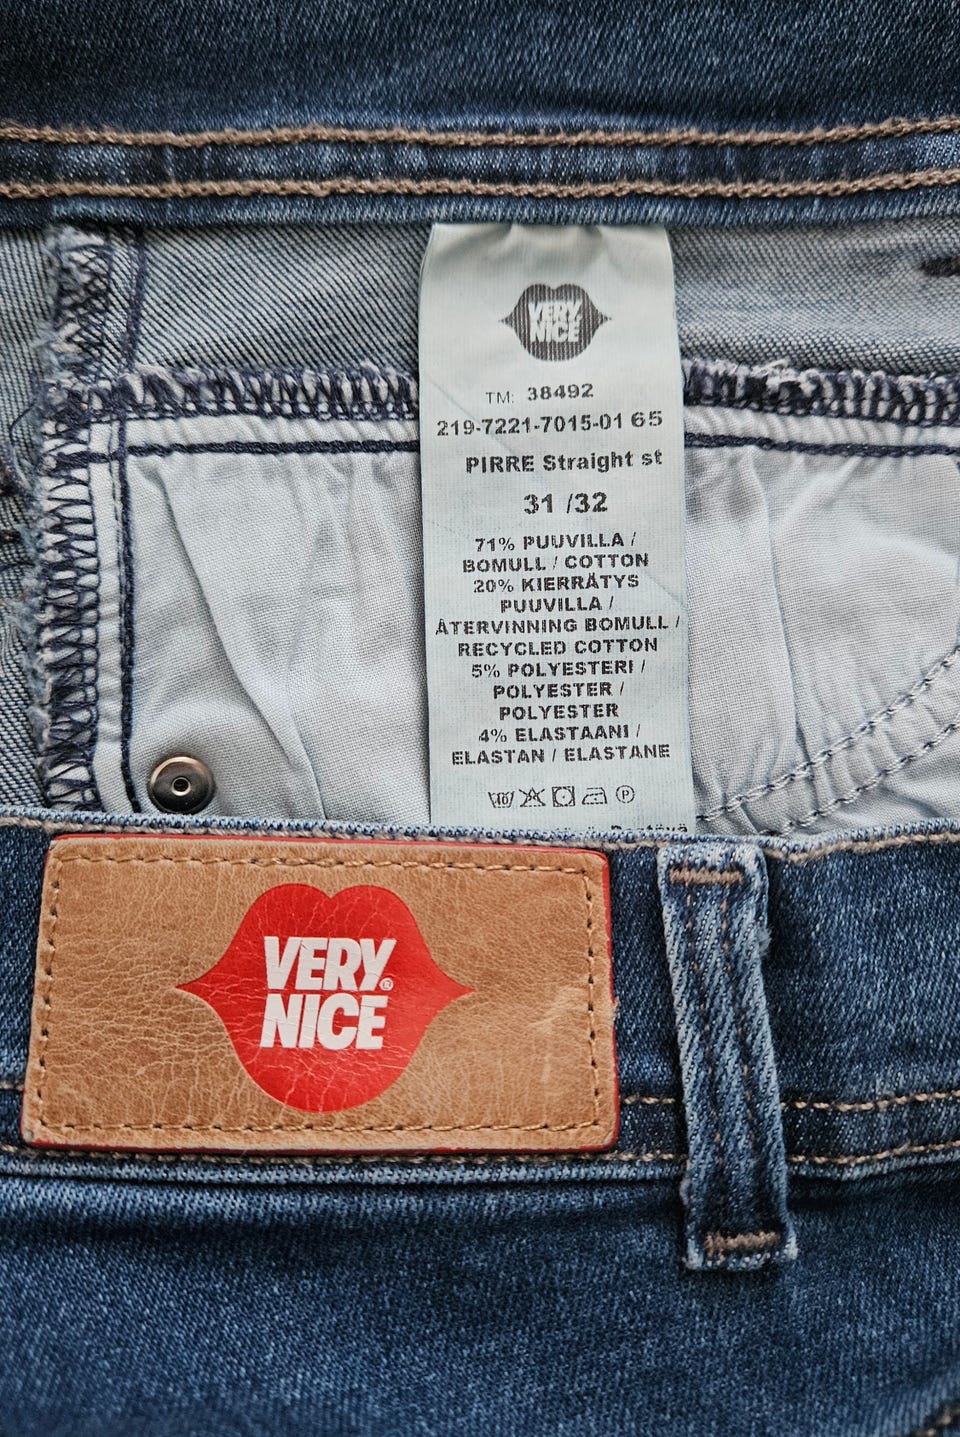 VERY
NICE
TM: 38492
219-7221-7015-01 65
PIRRE Straight st
31 /32
71% PUUVILLA /
BOMULL / COTTON
20% KIERRÄTYS
PUUVILLA /
ÅTERVINNING BOMULL /
RECYCLED COTTON
5% POLYESTERI /
POLYESTER /
POLYESTER
4% ELASTAANI /
ELASTAN / ELASTANE
40 P
VERY®
NICE